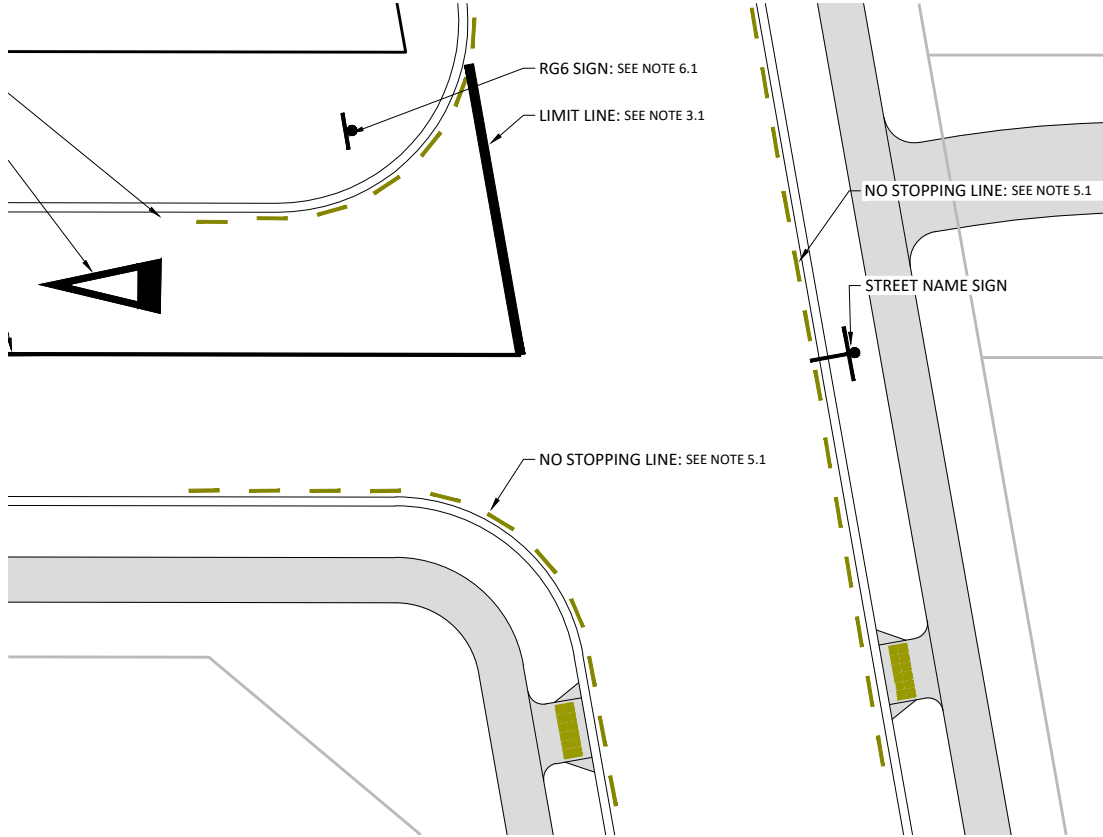 RG6 SIGN: SEE NOTE 6.1
LIMIT LINE: SEE NOTE 3.1
NO STOPPING LINE: SEE NOTE 5.1
STREET NAME SIGN
NO STOPPING LINE: SEE NOTE 5.1